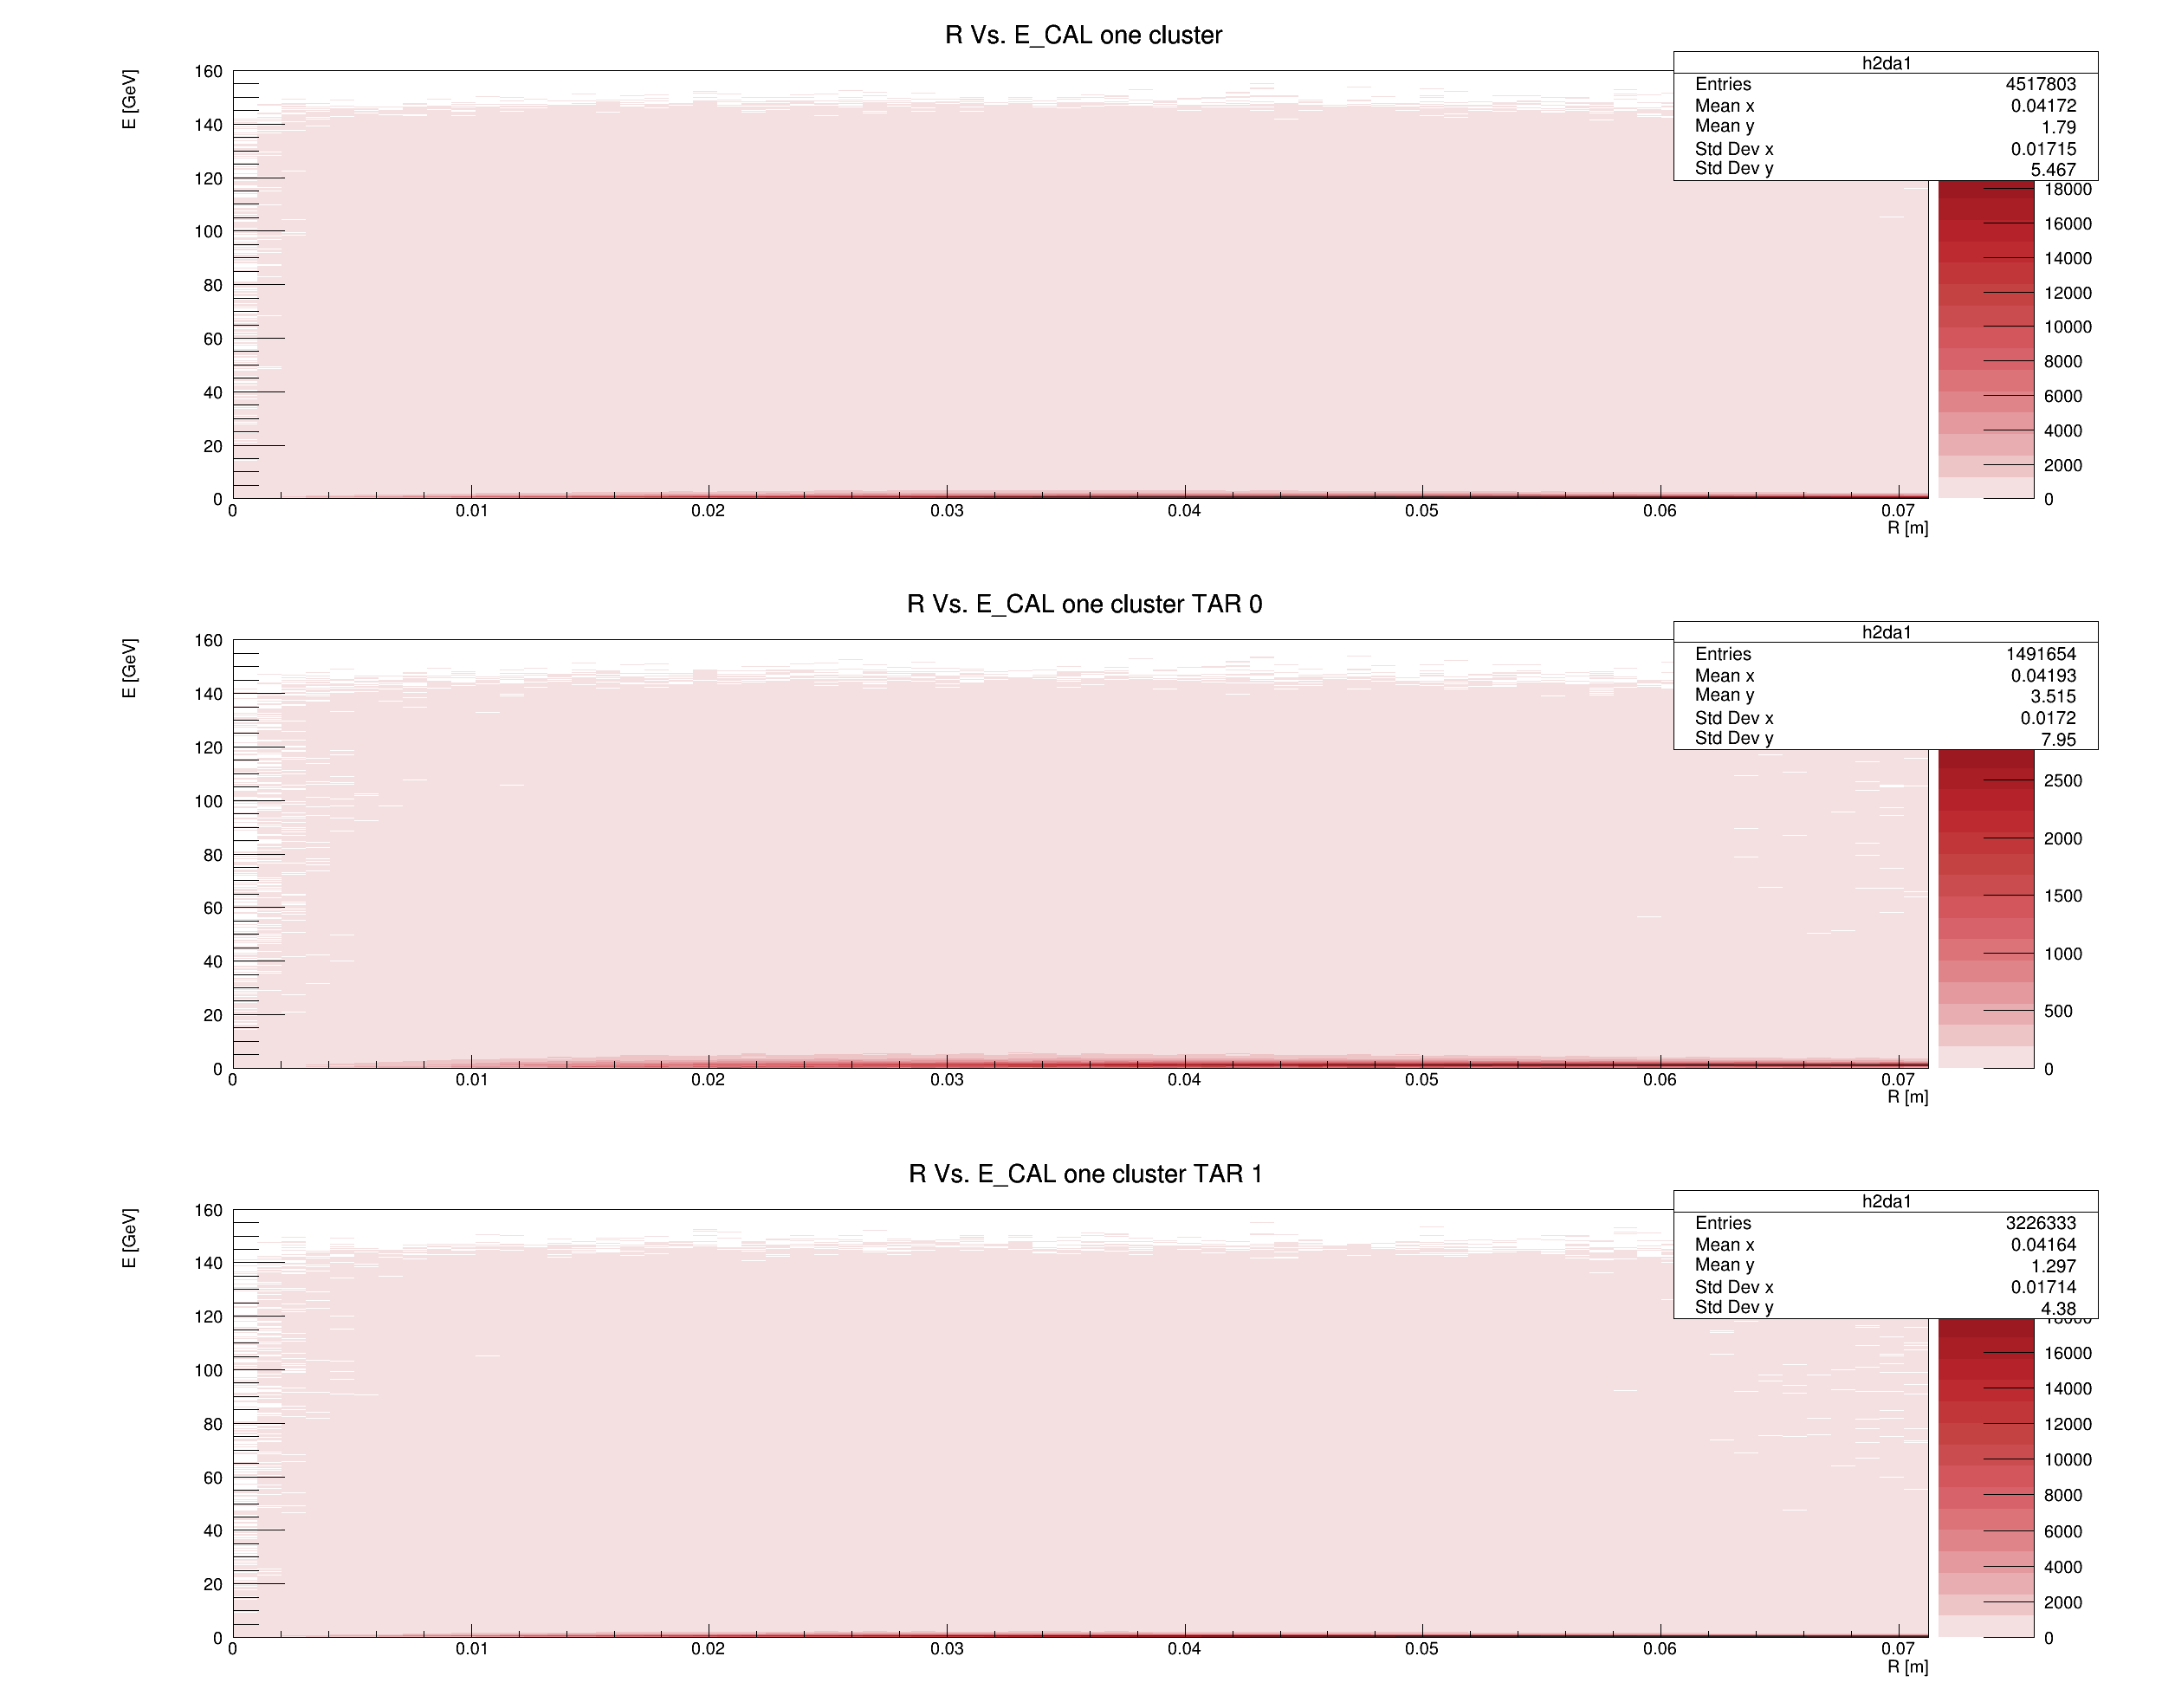 R Vs. E_CAL one cluster
E [GeV]
160
140
120
100
80
60
40
20
0
0 0.01 0.02 0.03 0.04 0.05 0.06 0.07
R [m]
h2da1
Entries 4517803
Mean x 0.04172
Mean y 1.79
Std Dev x 0.01715
Std Dev y 5.467
18000
16000
14000
12000
10000
8000
6000
4000
2000
0
R Vs. E_CAL one cluster TAR 0
E [GeV]
160
140
120
100
80
60
40
20
0
0 0.01 0.02 0.03 0.04 0.05 0.06 0.07
R [m]
h2da1
Entries 1491654
Mean x 0.04193
Mean y 3.515
Std Dev x 0.0172
Std Dev y 7.95
2500
2000
1500
1000
500
0
R Vs. E_CAL one cluster TAR 1
E [GeV]
160
140
120
100
80
60
40
20
0
0 0.01 0.02 0.03 0.04 0.05 0.06 0.07
R [m]
h2da1
Entries 3226333
Mean x 0.04164
Mean y 1.297
Std Dev x 0.01714
Std Dev y 4.38
18000
16000
14000
12000
10000
8000
6000
4000
2000
0